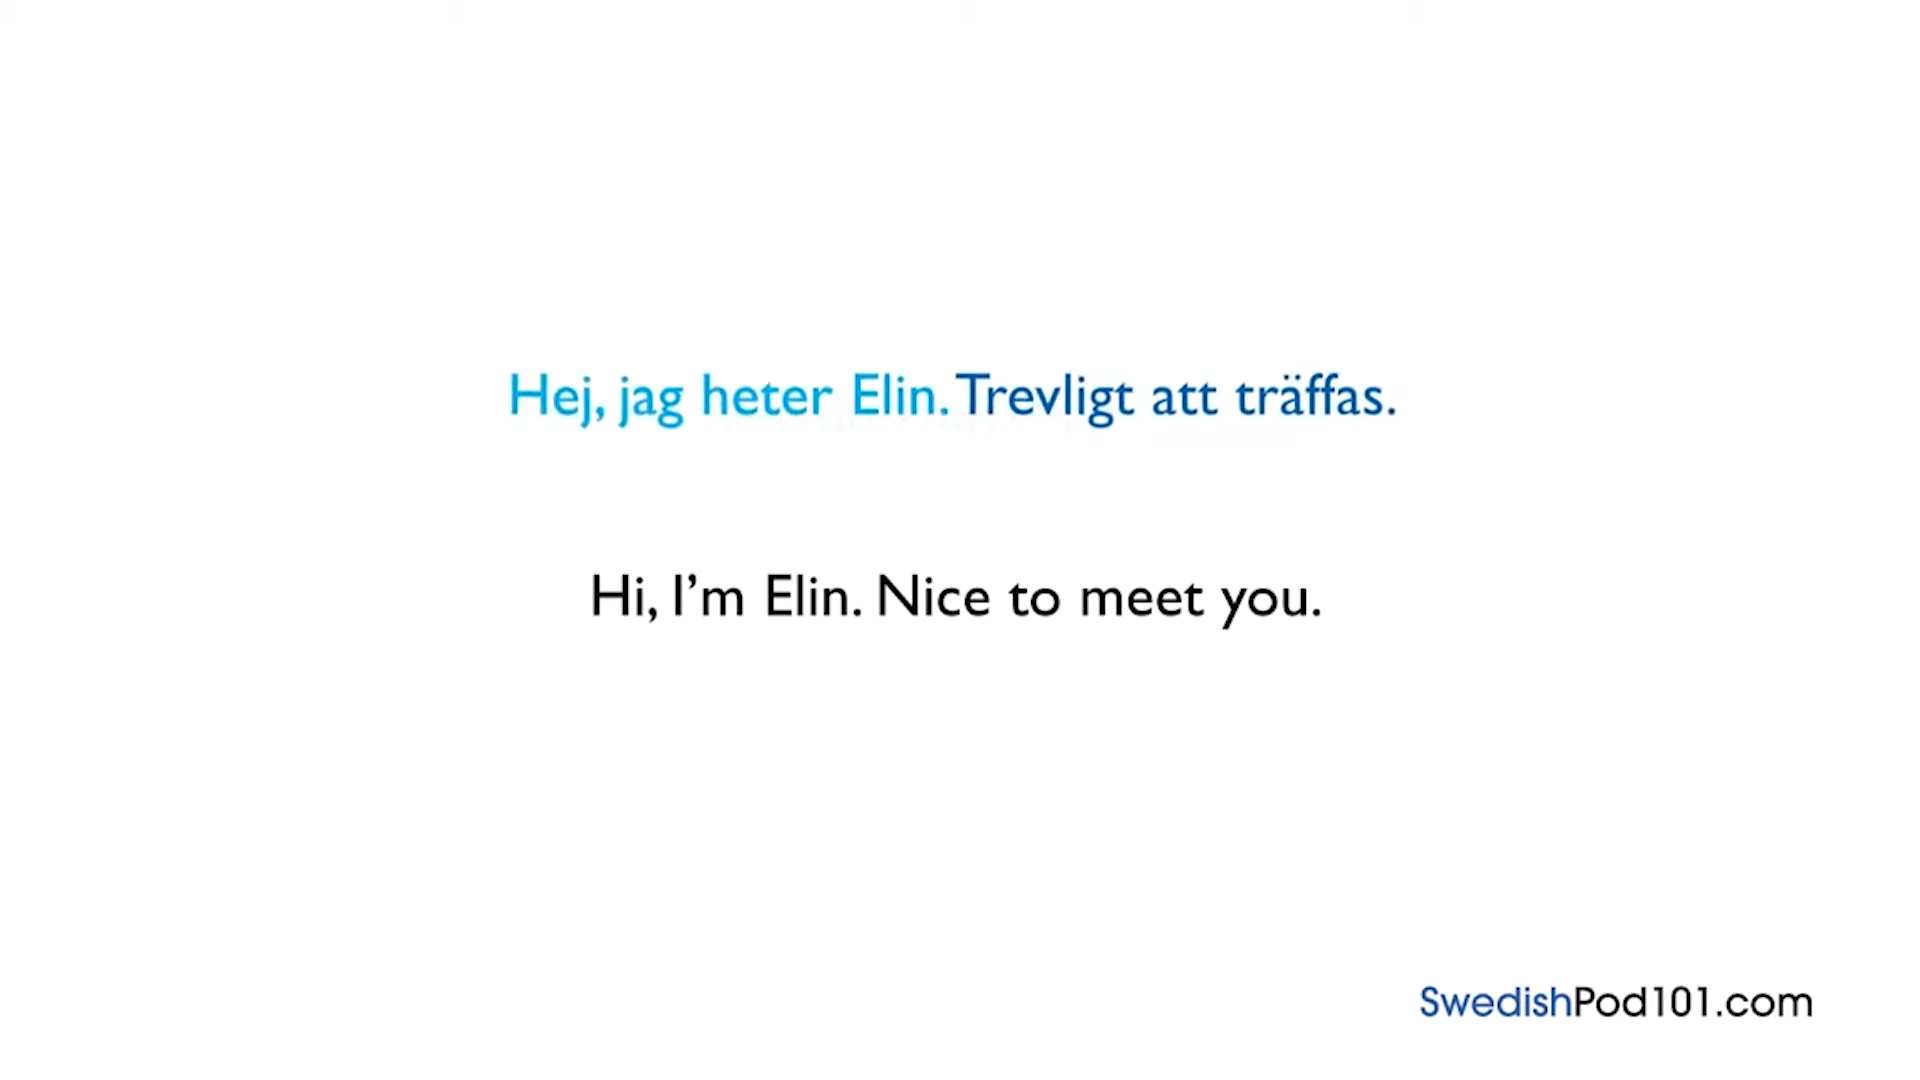 Hej, jag heter Elin. Trevligt att träffas.
Hi, I’m Elin. Nice to meet you.
SwedishPod101.com